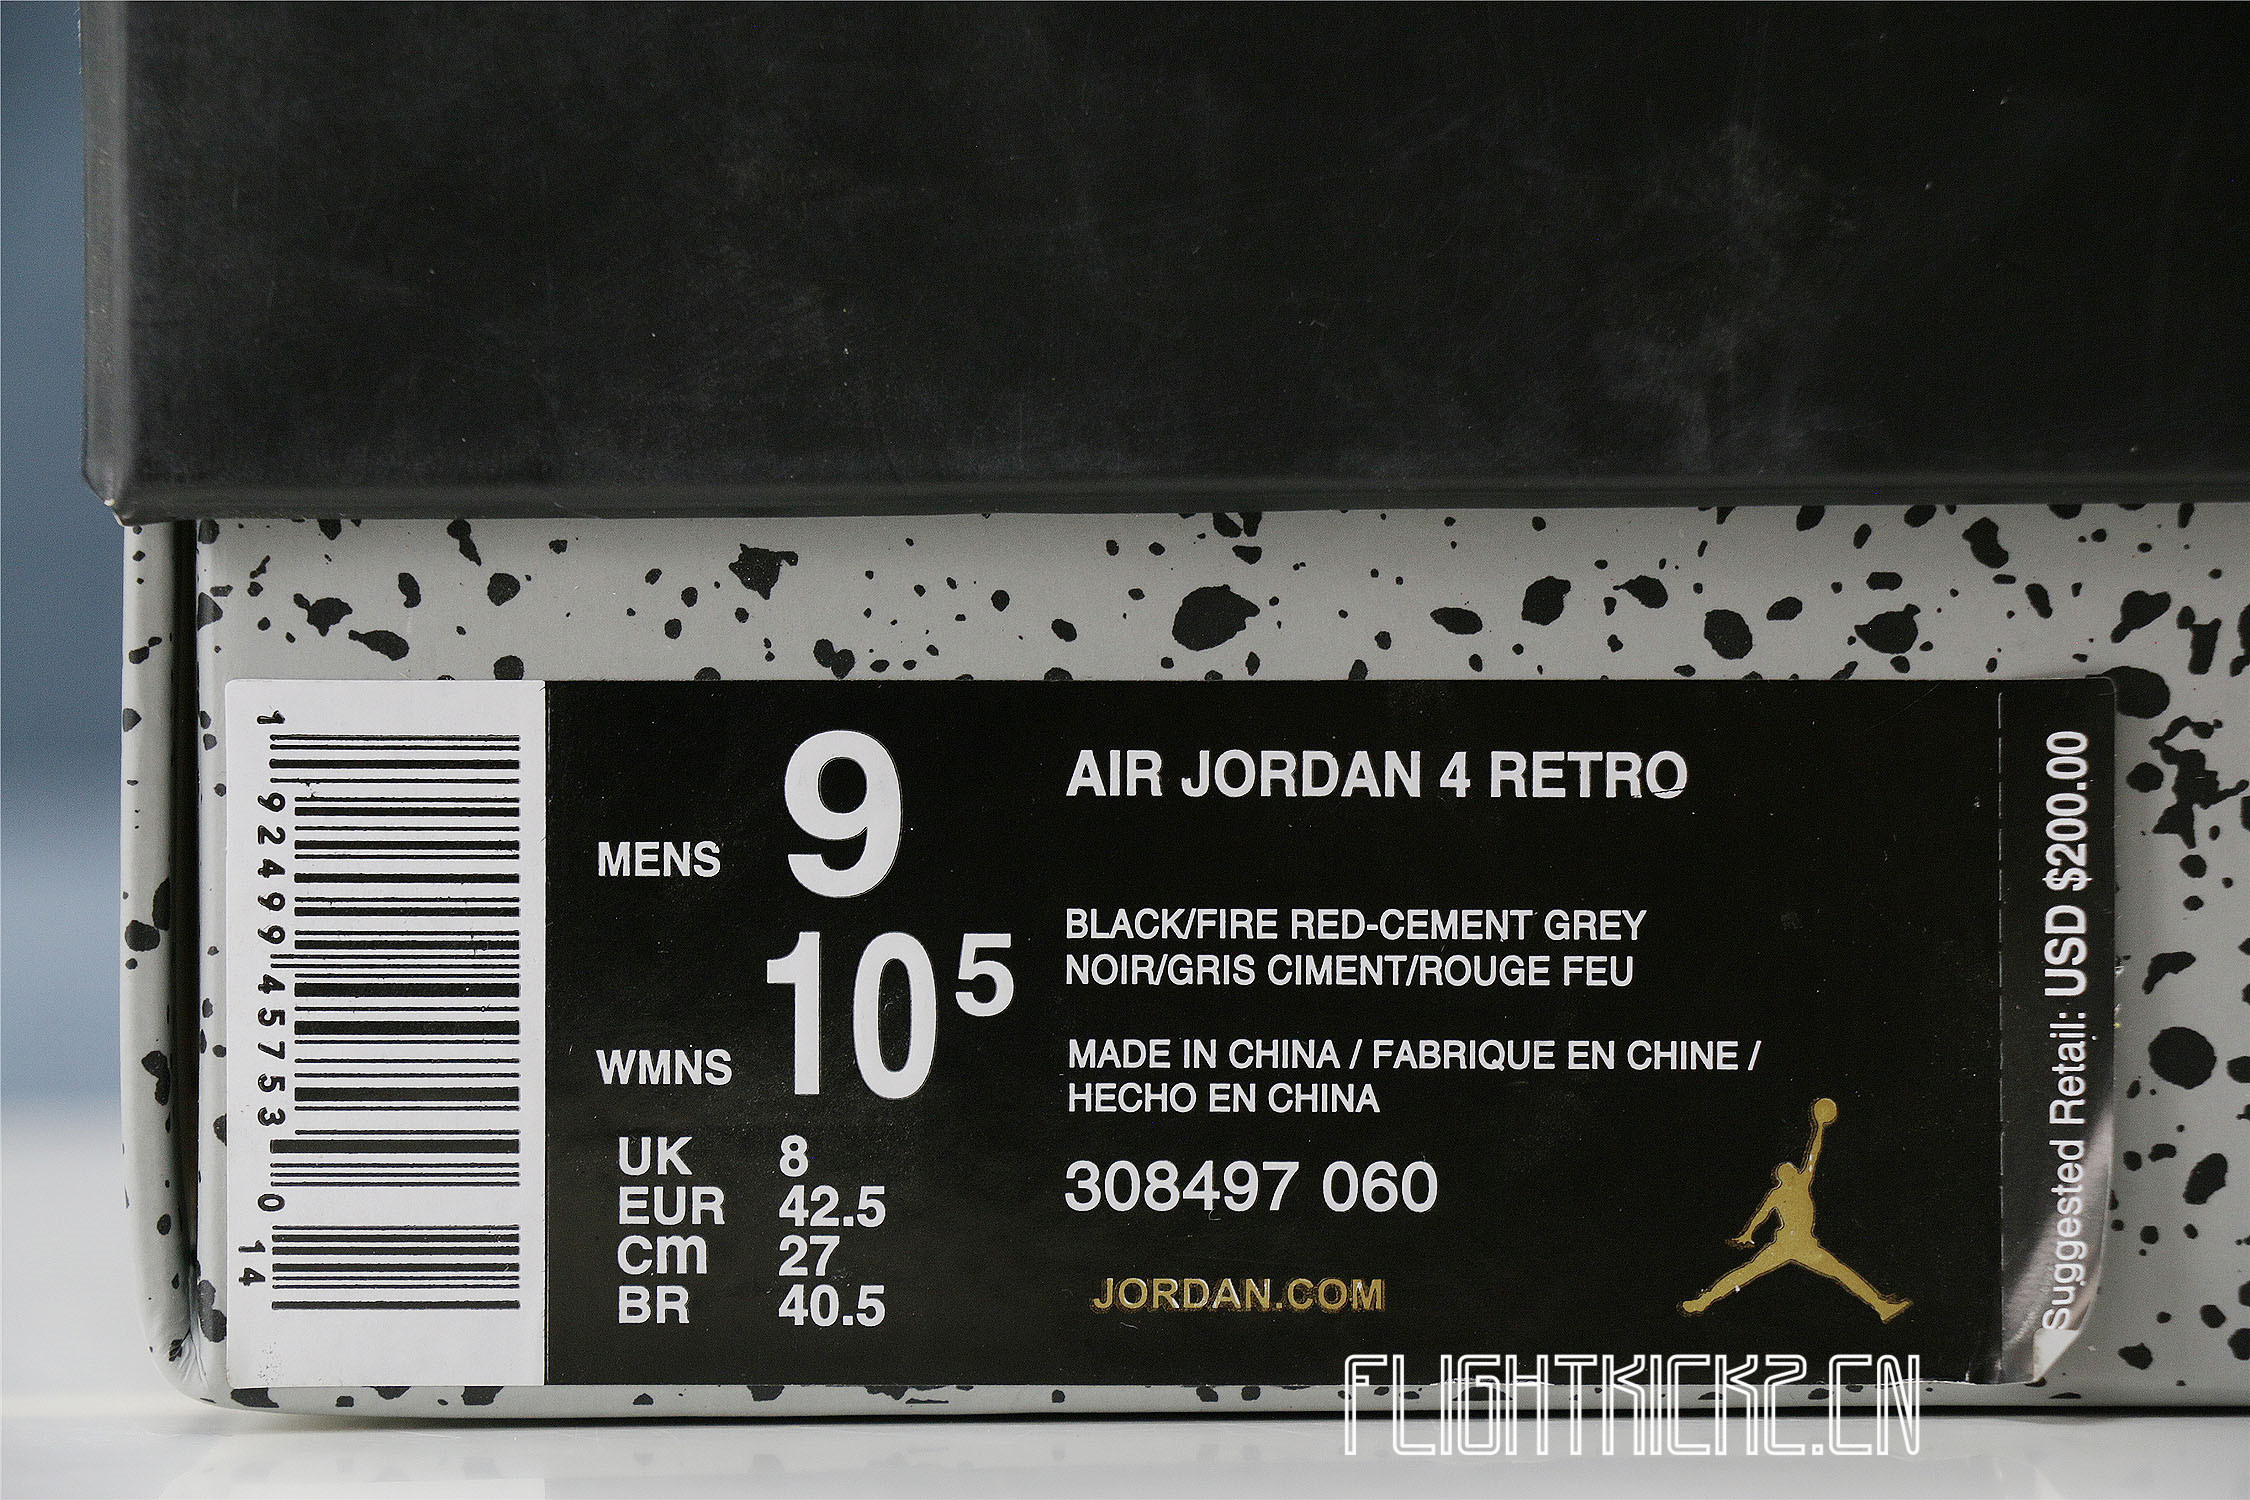 1 92499 45753 0 14
MENS 9
WMNS 10 5
UK 8
EUR 42.5
cm 27
BR 40.5
AIR JORDAN 4 RETRO
BLACK/FIRE RED-CEMENT GREY
NOIR/GRIS CIMENT/ROUGE FEU
MADE IN CHINA / FABRIQUE EN CHINE /
HECHO EN CHINA
308497 060
JORDAN.COM
Suggested Retail: USD $200.00
FLIGHTKICKZ.CN